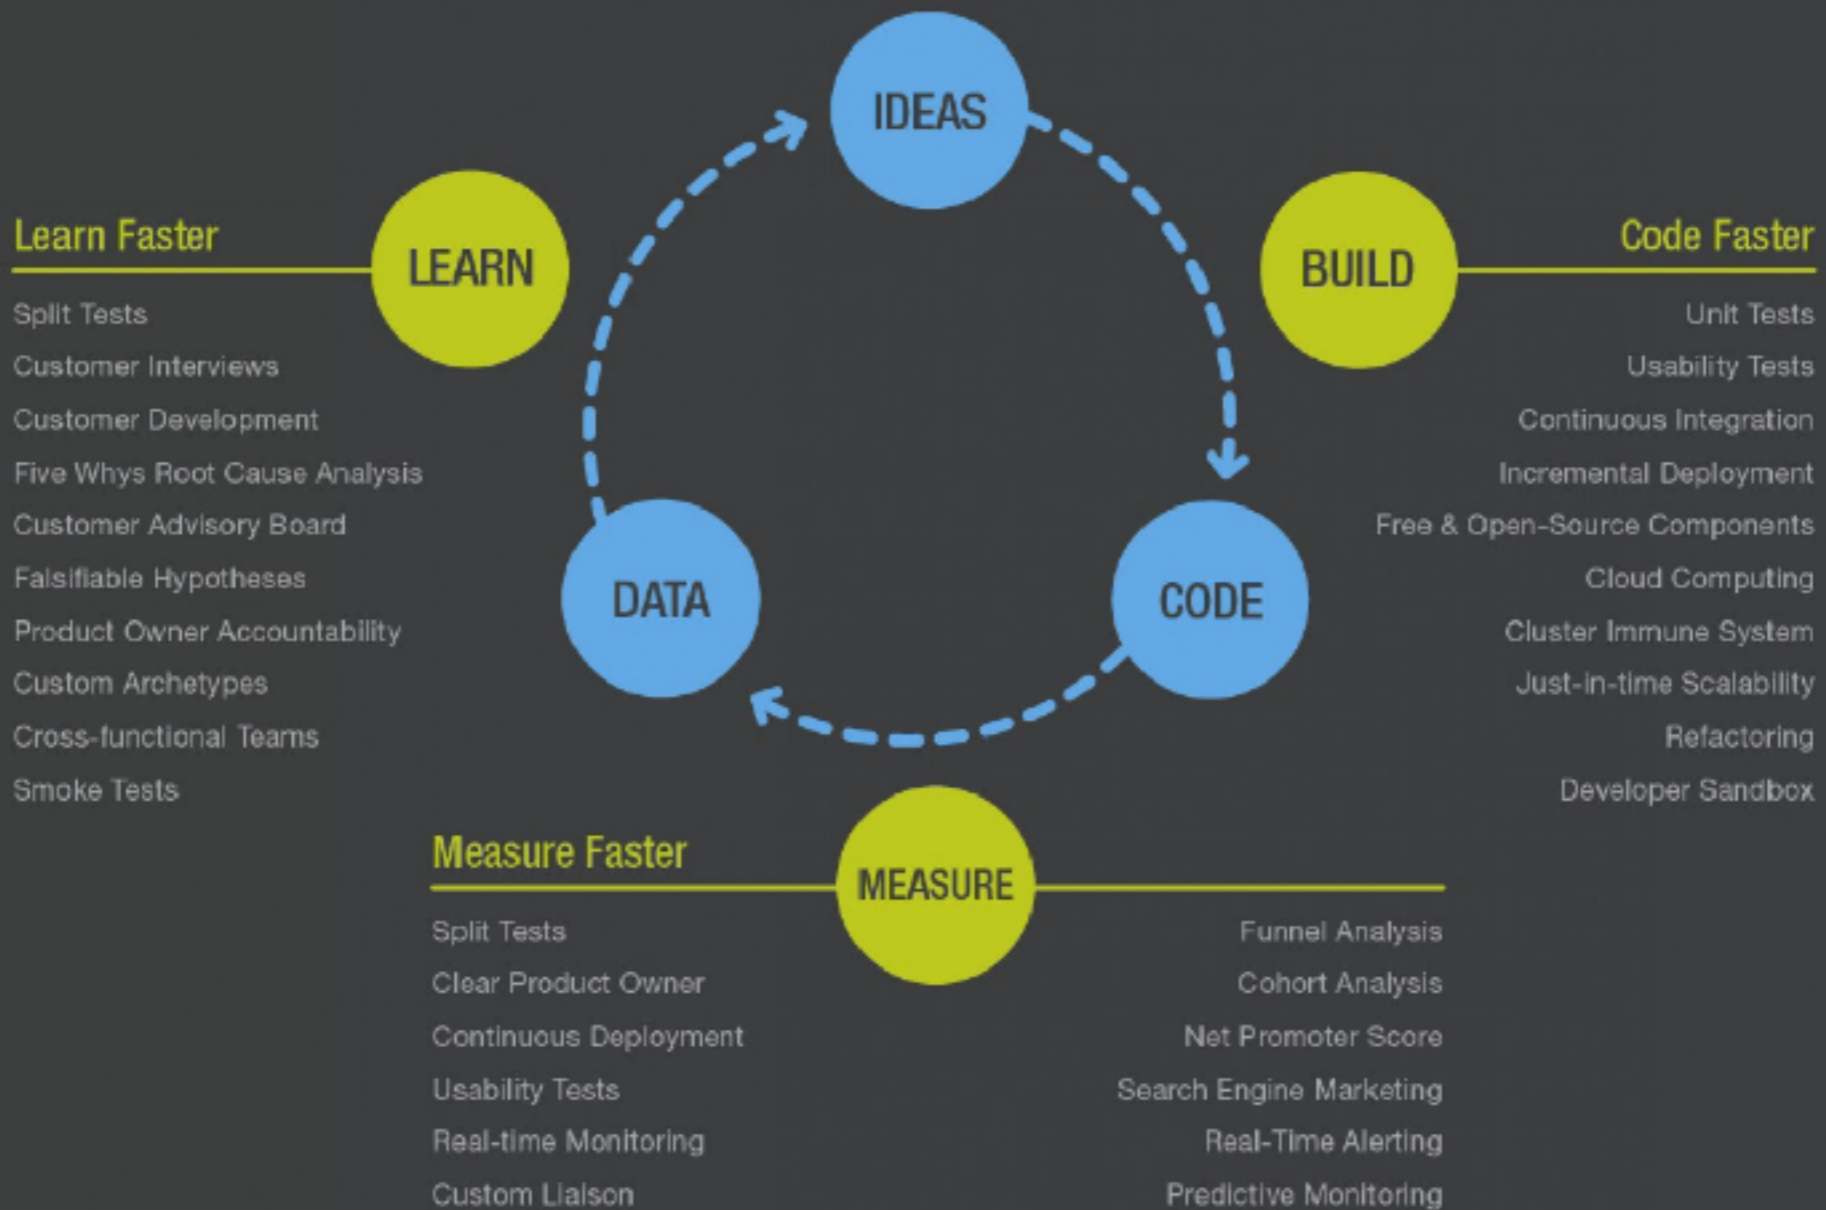 IDEAS
LEARN
BUILD
DATA
CODE
Learn Faster
Split Tests
Customer Interviews
Customer Development
Five Whys Root Cause Analysis
Customer Advisory Board
Falsifiable Hypotheses
Product Owner Accountability
Custom Archetypes
Cross-functional Teams
Smoke Tests
Code Faster
Unit Tests
Usability Tests
Continuous Integration
Incremental Deployment
Free & Open-Source Components
Cloud Computing
Cluster Immune System
Just-in-time Scalability
Refactoring
Developer Sandbox
Measure Faster
MEASURE
Split Tests
Clear Product Owner
Continuous Deployment
Usability Tests
Real-time Monitoring
Custom Liaison
Funnel Analysis
Cohort Analysis
Net Promoter Score
Search Engine Marketing
Real-Time Alerting
Predictive Monitoring